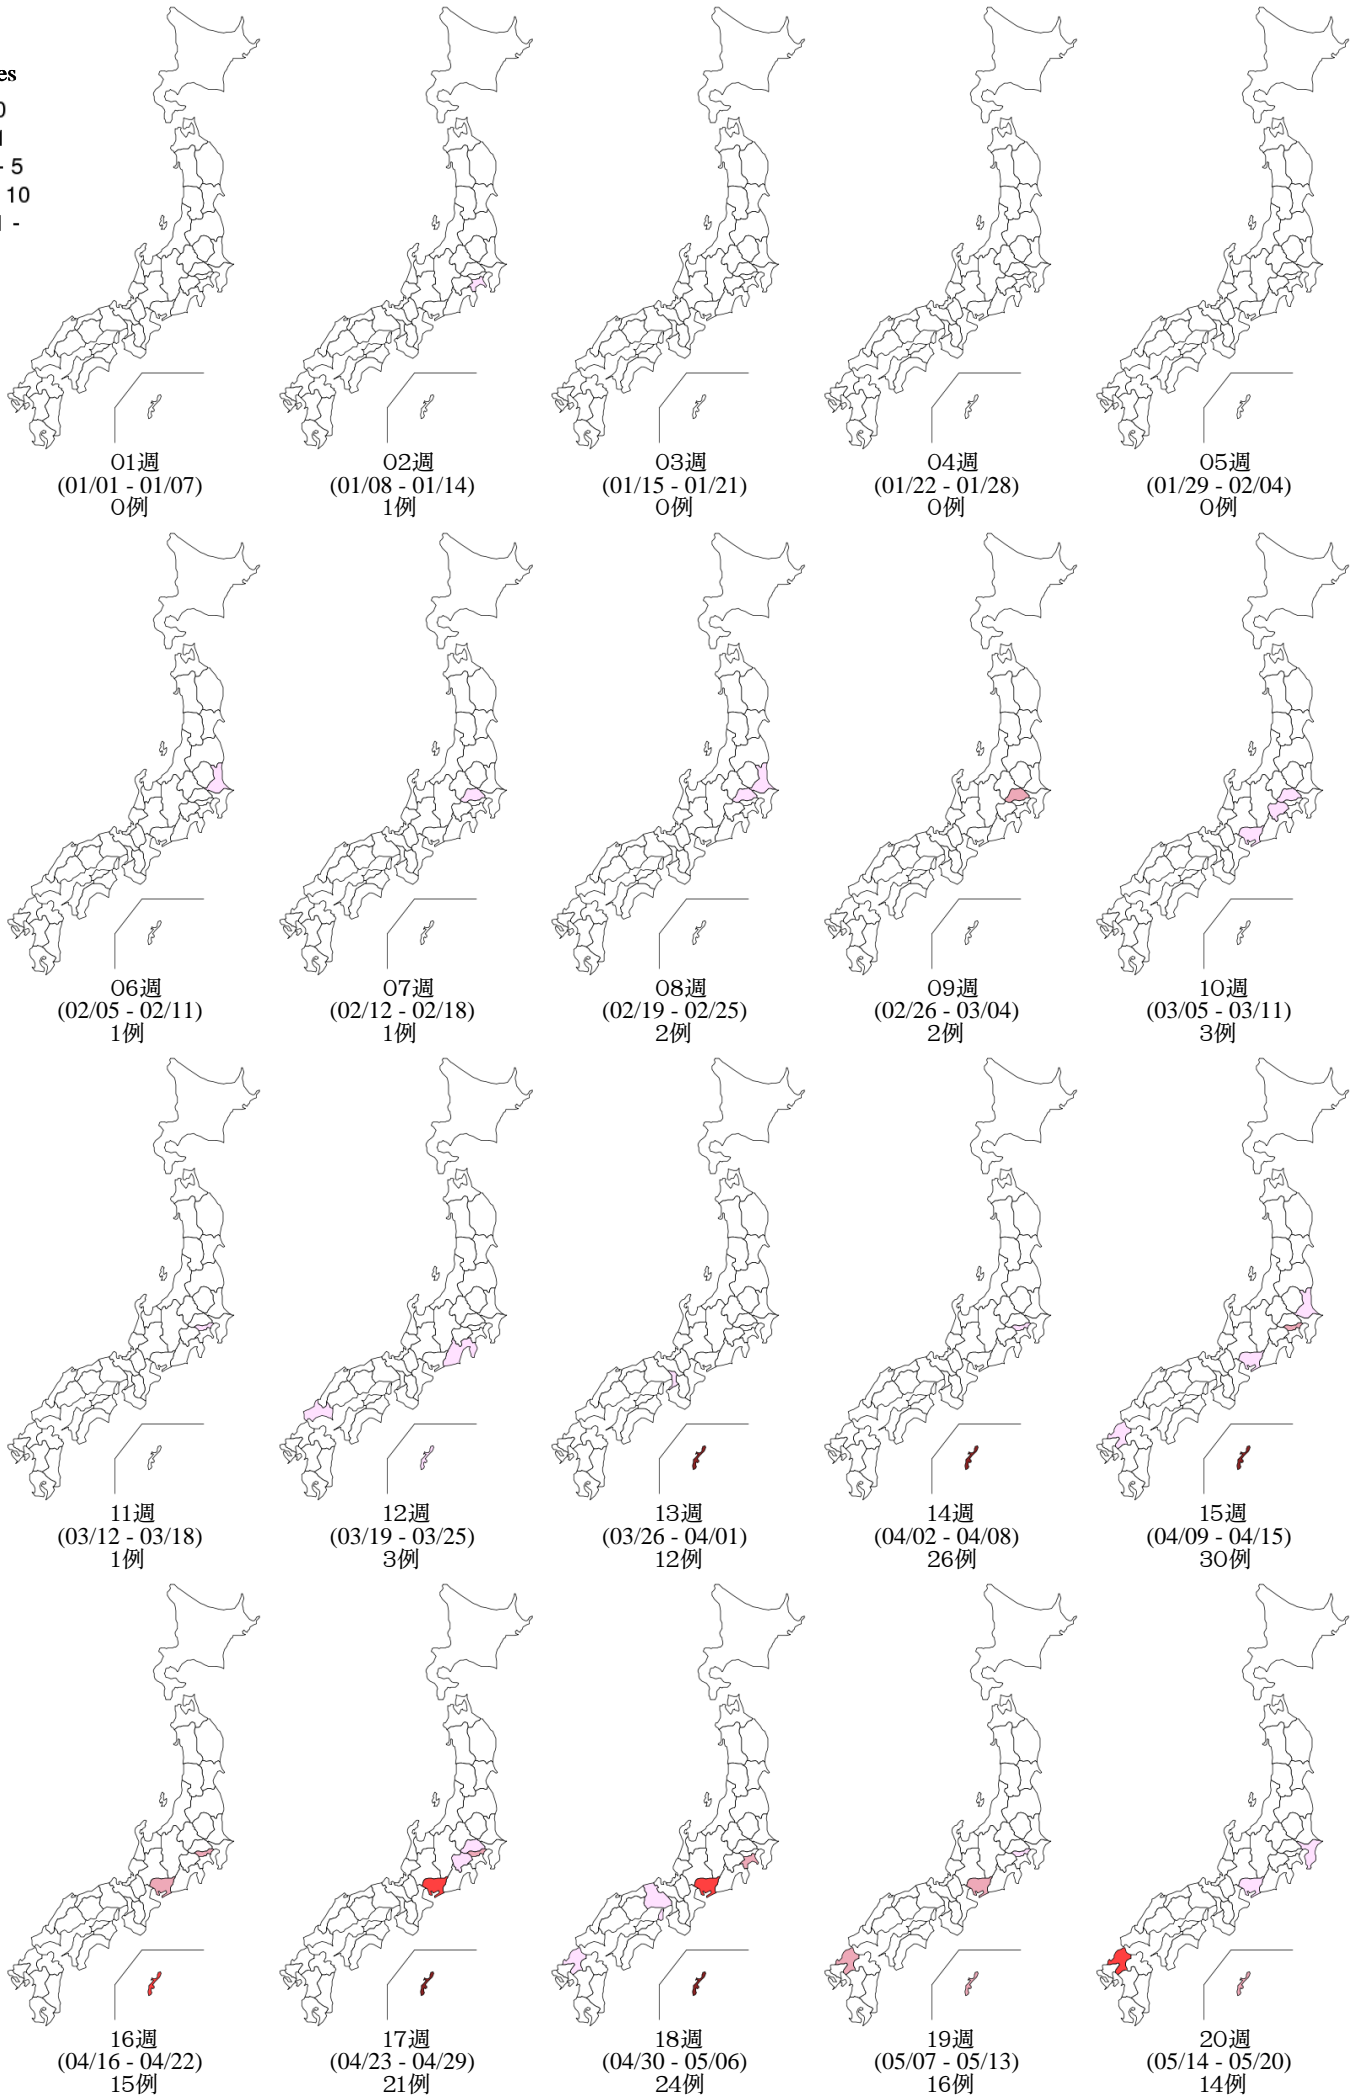 es
0
1
- 5
10
1 -
01週
(01/01 - 01/07)
0例
02週
(01/08 - 01/14)
1例
03週
(01/15 - 01/21)
0例
04週
(01/22 - 01/28)
0例
05週
(01/29 - 02/04)
0例
06週
(02/05 - 02/11)
1例
07週
(02/12 - 02/18)
1例
08週
(02/19 - 02/25)
2例
09週
(02/26 - 03/04)
2例
10週
(03/05 - 03/11)
3例
11週
(03/12 - 03/18)
1例
12週
(03/19 - 03/25)
3例
13週
(03/26 - 04/01)
12例
14週
(04/02 - 04/08)
26例
15週
(04/09 - 04/15)
30例
16週
(04/16 - 04/22)
15例
17週
(04/23 - 04/29)
21例
18週
(04/30 - 05/06)
24例
19週
(05/07 - 05/13)
16例
20週
(05/14 - 05/20)
14例